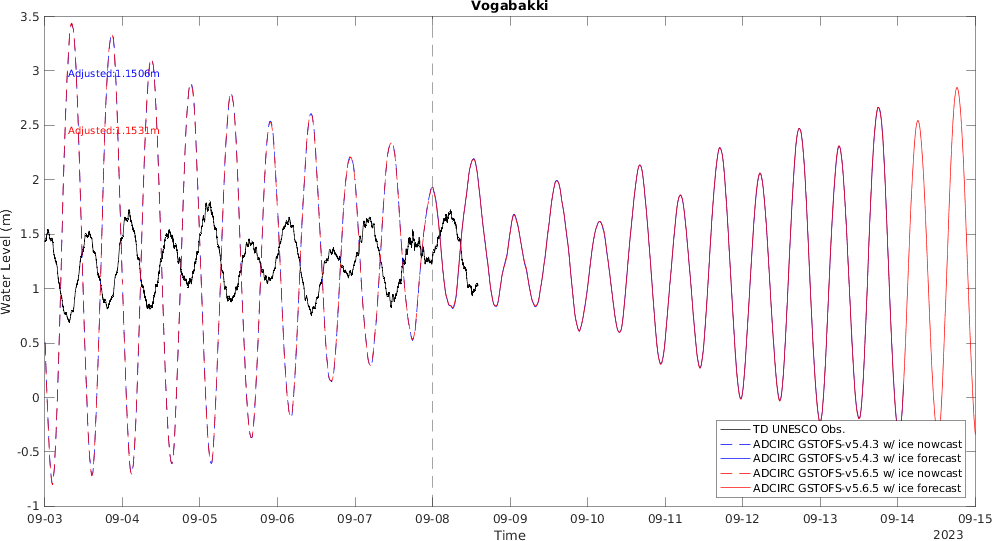 Vogabakki
3.5
3
2.5
2
1.5
1
0.5
0
-0.5
-1
Water Level (m)
Adjusted:1.1506m
Adjusted:1.1531m
TD UNESCO Obs.
ADCIRC GSTOFS-v5.4.3 w/ ice nowcast
ADCIRC GSTOFS-v5.4.3 w/ ice forecast
ADCIRC GSTOFS-v5.6.5 w/ ice nowcast
ADCIRC GSTOFS-v5.6.5 w/ ice forecast
09-03 09-04 09-05 09-06 09-07 09-08 09-09 09-10 09-11 09-12 09-13 09-14 09-15
Time
2023